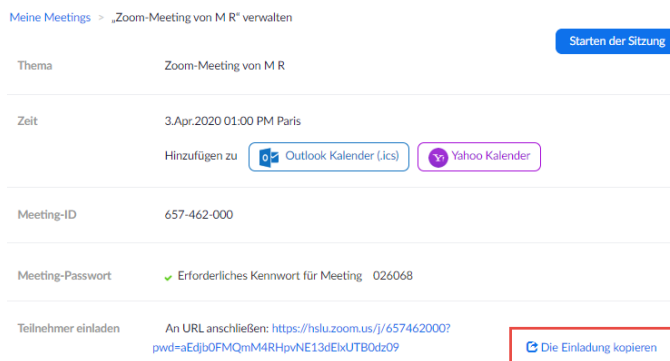 Meine Meetings > „Zoom-Meeting von M R“ verwalten
Starten der Sitzung
Thema Zoom-Meeting von M R
Zeit 3.Apr.2020 01:00 PM Paris
Hinzufügen zu Outlook Kalender (.ics) Yahoo Kalender
Meeting-ID 657-462-000
Meeting-Passwort Erforderliches Kennwort für Meeting 026068
Teilnehmer einladen An URL anschließen: https://hslu.zoom.us/j/657462000?
pwd=aEdjb0FMQmM4RHpvNE13dElxUTB0dz09 Die Einladung kopieren